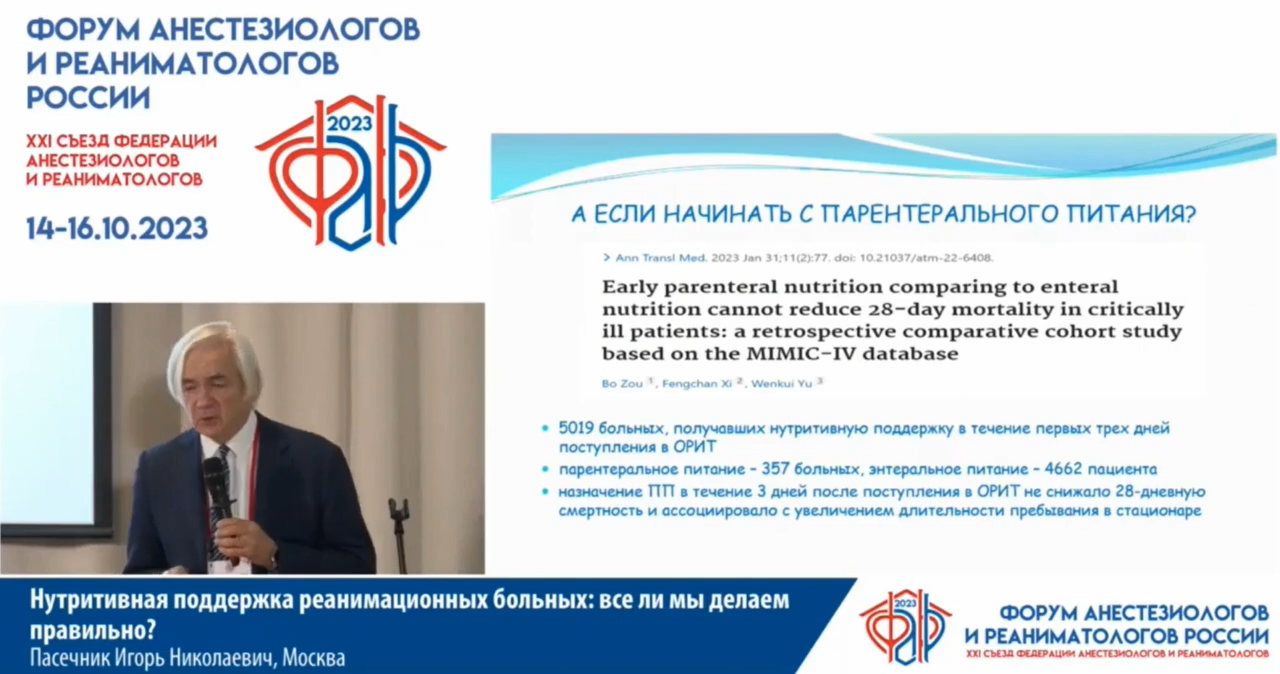 ФОРУМ АНЕСТЕЗИОЛОГОВ
И РЕАНИМАТОЛОГОВ
РОССИИ
XXI СЪЕЗД ФЕДЕРАЦИИ
АНЕСТЕЗИОЛОГОВ
И РЕАНИМАТОЛОГОВ
14-16.10.2023
2023
ФАР
А ЕСЛИ НАЧИНАТЬ С ПАРЕНТЕРАЛЬНОГО ПИТАНИЯ?
> Ann Transl Med. 2023 Jan 31;11(2):77. doi: 10.21037/atm-22-6408.
Early parenteral nutrition comparing to enteral
nutrition cannot reduce 28-day mortality in critically
ill patients: a retrospective comparative cohort study
based on the MIMIC-IV database
Bo Zou 1, Fengchan Xi 2, Wenkui Yu 3
• 5019 больных, получавших нутритивную поддержку в течение первых трех дней
поступления в ОРИТ
• парентеральное питание – 357 больных, энтеральное питание – 4662 пациента
• назначение ПП в течение 3 дней после поступления в ОРИТ не снижало 28-дневную
смертность и ассоциировало с увеличением длительности пребывания в стационаре
Нутритивная поддержка реанимационных больных: все ли мы делаем
правильно?
Пасечник Игорь Николаевич, Москва
2023
ФАР
ФОРУМ АНЕСТЕЗИОЛОГОВ
И РЕАНИМАТОЛОГОВ РОССИИ
XXI СЪЕЗД ФЕДЕРАЦИИ АНЕСТЕЗИОЛОГОВ И РЕАНИМАТОЛОГОВ